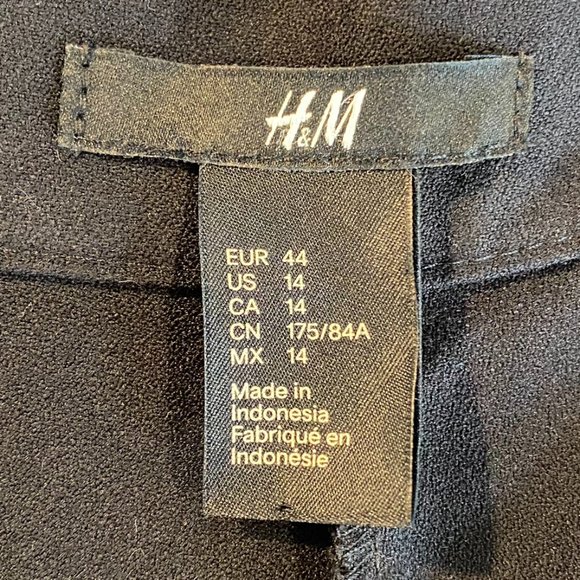 H&M
EUR 44
US 14
CA 14
CN 175/84A
MX 14
Made in
Indonesia
Fabriqué en
Indonésie